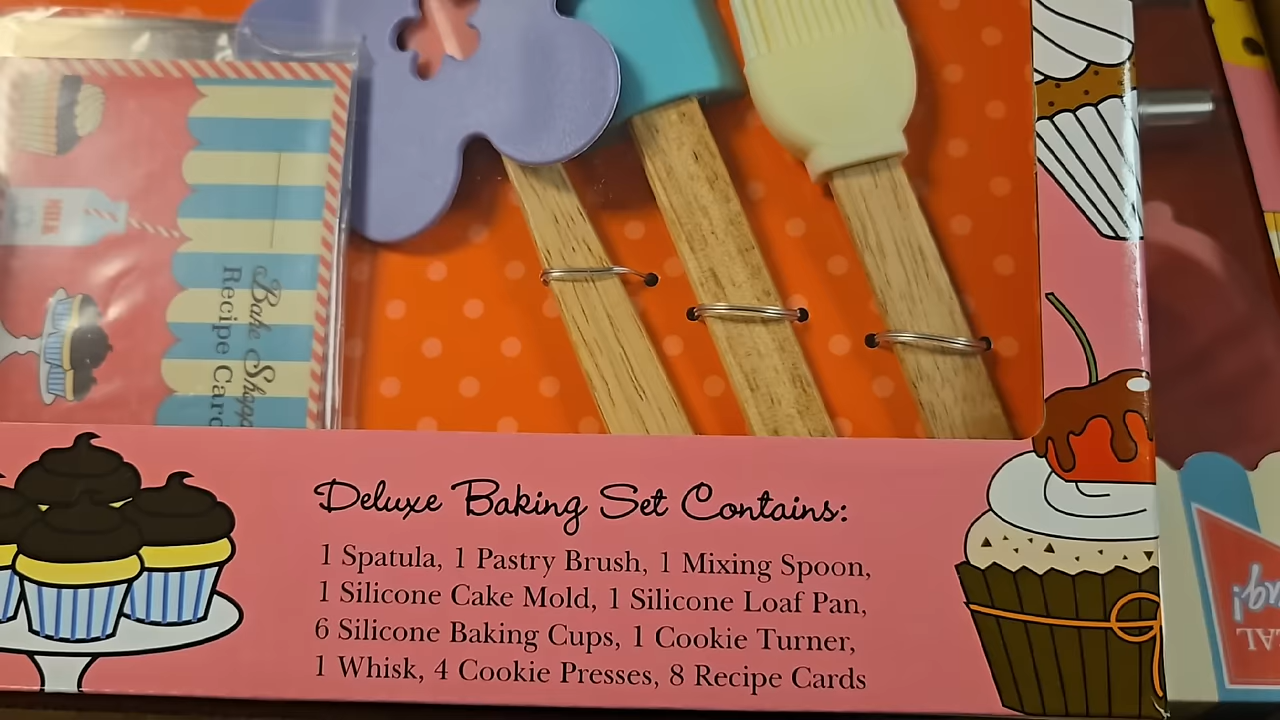 MILK
Bake Shoppe
Recipe Card
Deluxe Baking Set Contains:
1 Spatula, 1 Pastry Brush, 1 Mixing Spoon,
1 Silicone Cake Mold, 1 Silicone Loaf Pan,
6 Silicone Baking Cups, 1 Cookie Turner,
1 Whisk, 4 Cookie Presses, 8 Recipe Cards